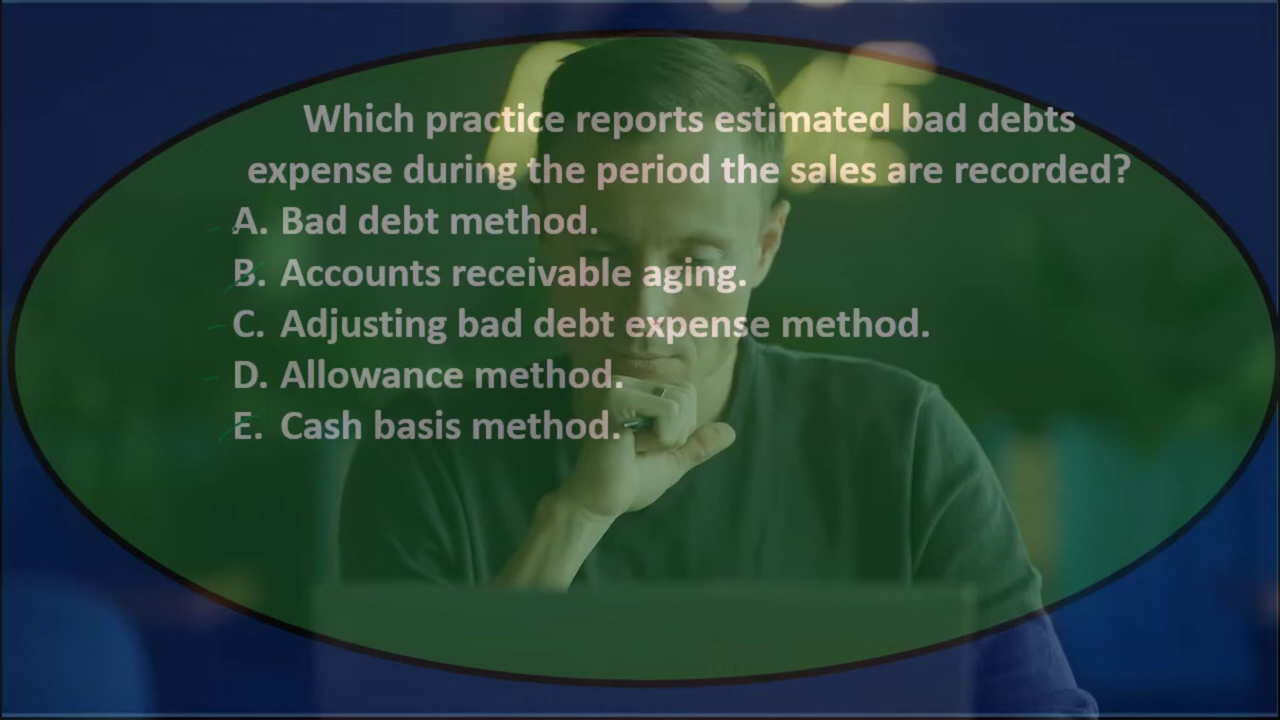 Which practice reports estimated bad debts
expense during the period the sales are recorded?
A. Bad debt method.
B. Accounts receivable aging.
C. Adjusting bad debt expense method.
D. Allowance method.
E. Cash basis method.